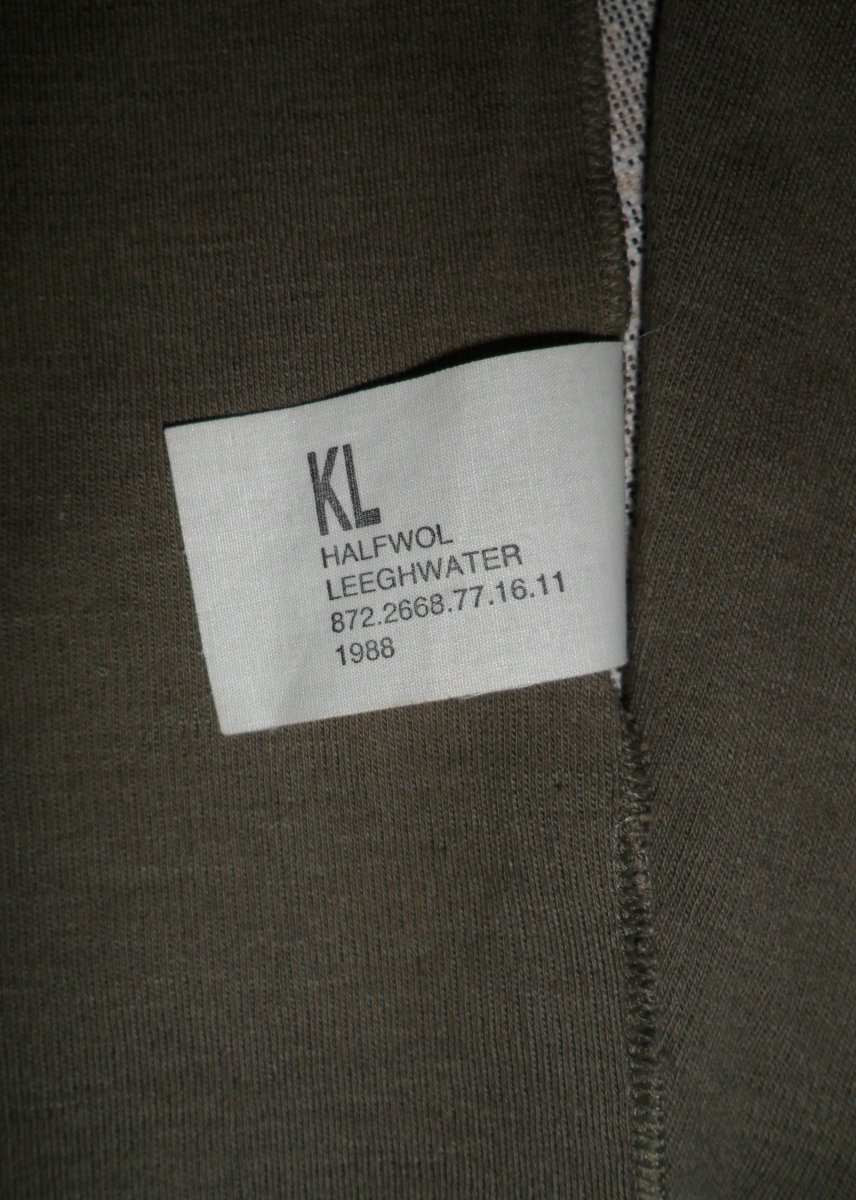 KL
HALFWOL
LEEGHWATER
872.2668.77.16.11
1988